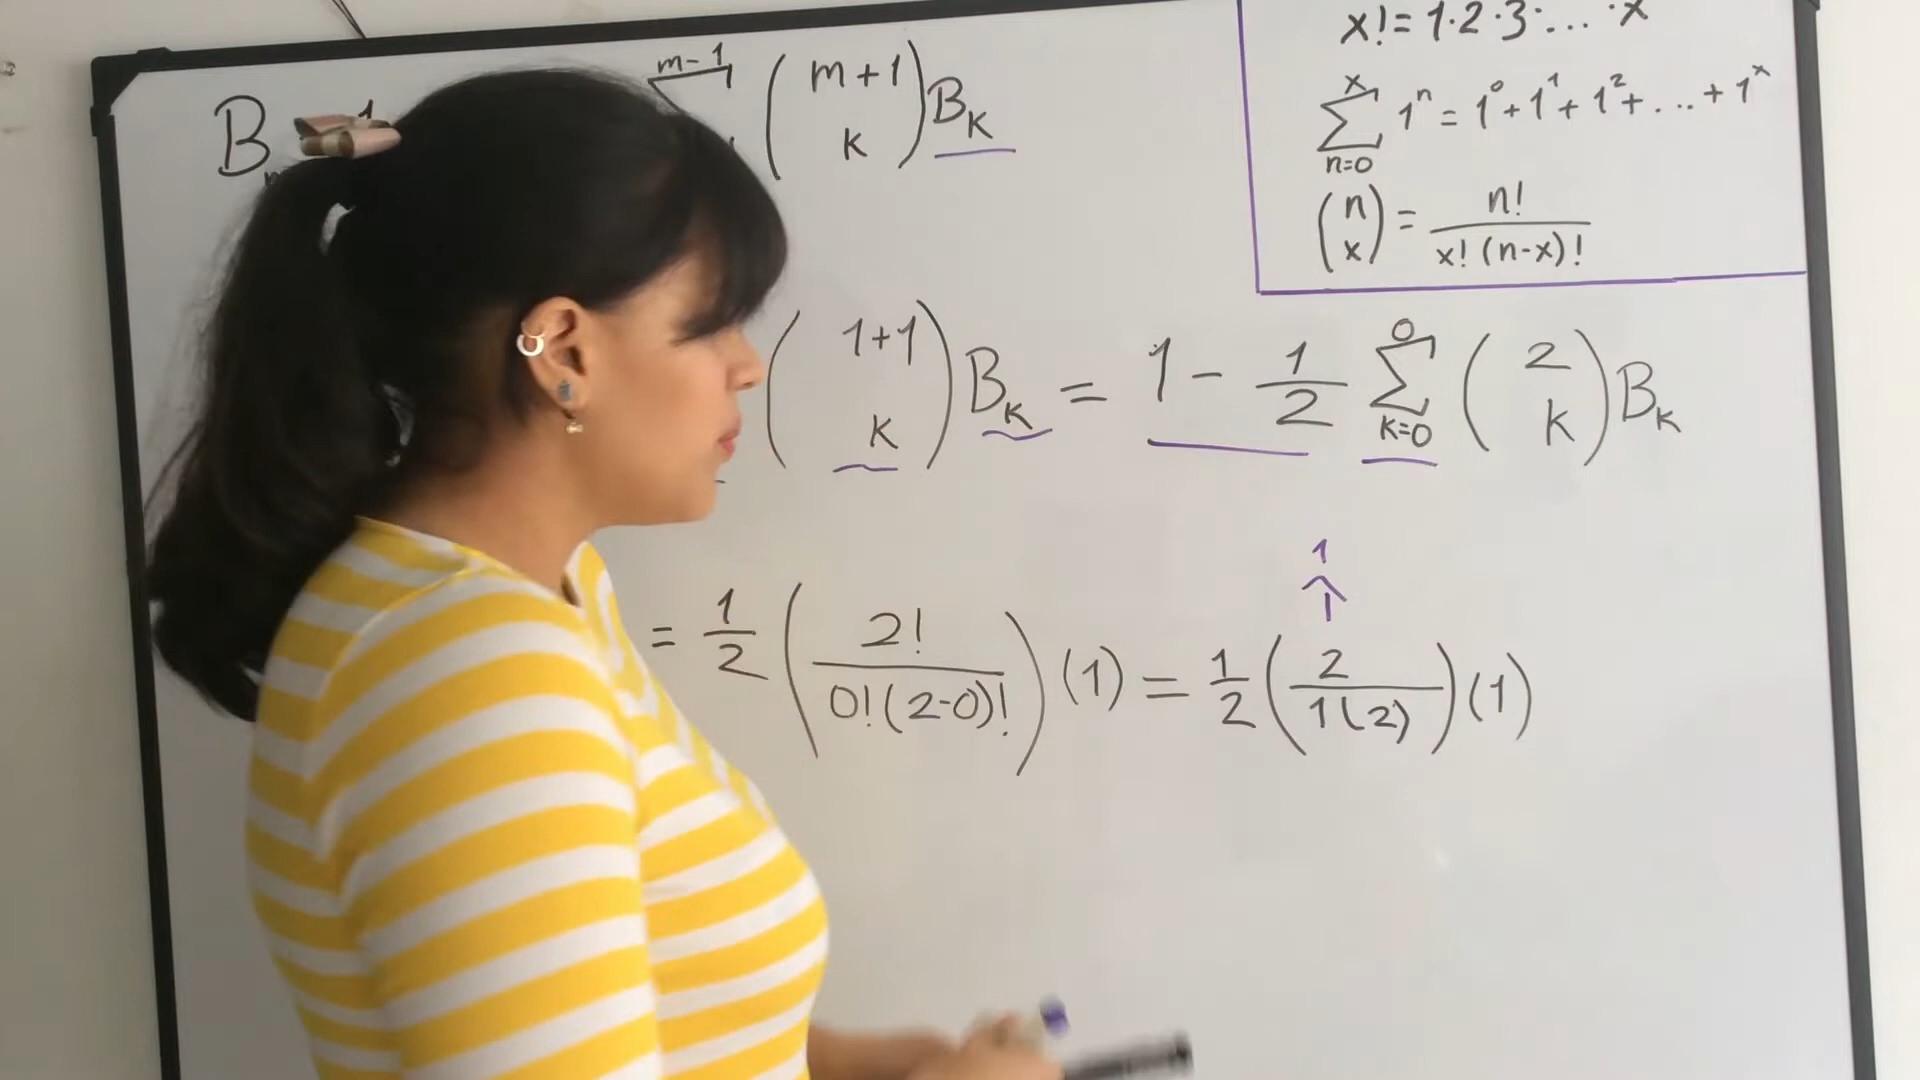 B m-1 ∑ ( m+1 k ) B_k
( 1+1 k ) B_k = 1 - 1/2 ∑ 0 k=0 ( 2 k ) B_k
1
= 1/2 ( 2! / 0!(2-0)! ) (1) = 1/2 ( 2 / 1(2) ) (1)
x! = 1·2·3·...·x
x ∑ n=0 1^n = 1^0 + 1^1 + 1^2 + ... + 1^x
( n x ) = n! / x! (n-x)!